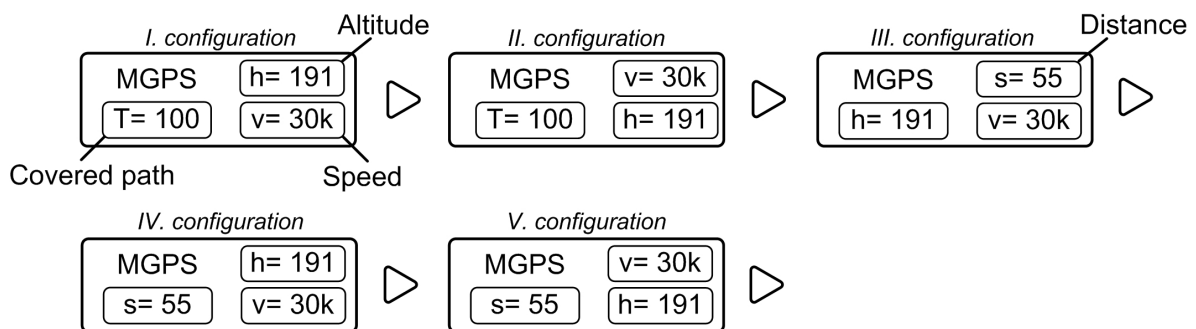 Altitude
Distance
I. configuration
II. configuration
III. configuration
MGPS h= 191
T= 100 v= 30k
MGPS v= 30k
T= 100 h= 191
MGPS s= 55
h= 191 v= 30k
Covered path
Speed
IV. configuration
V. configuration
MGPS h= 191
s= 55 v= 30k
MGPS v= 30k
s= 55 h= 191